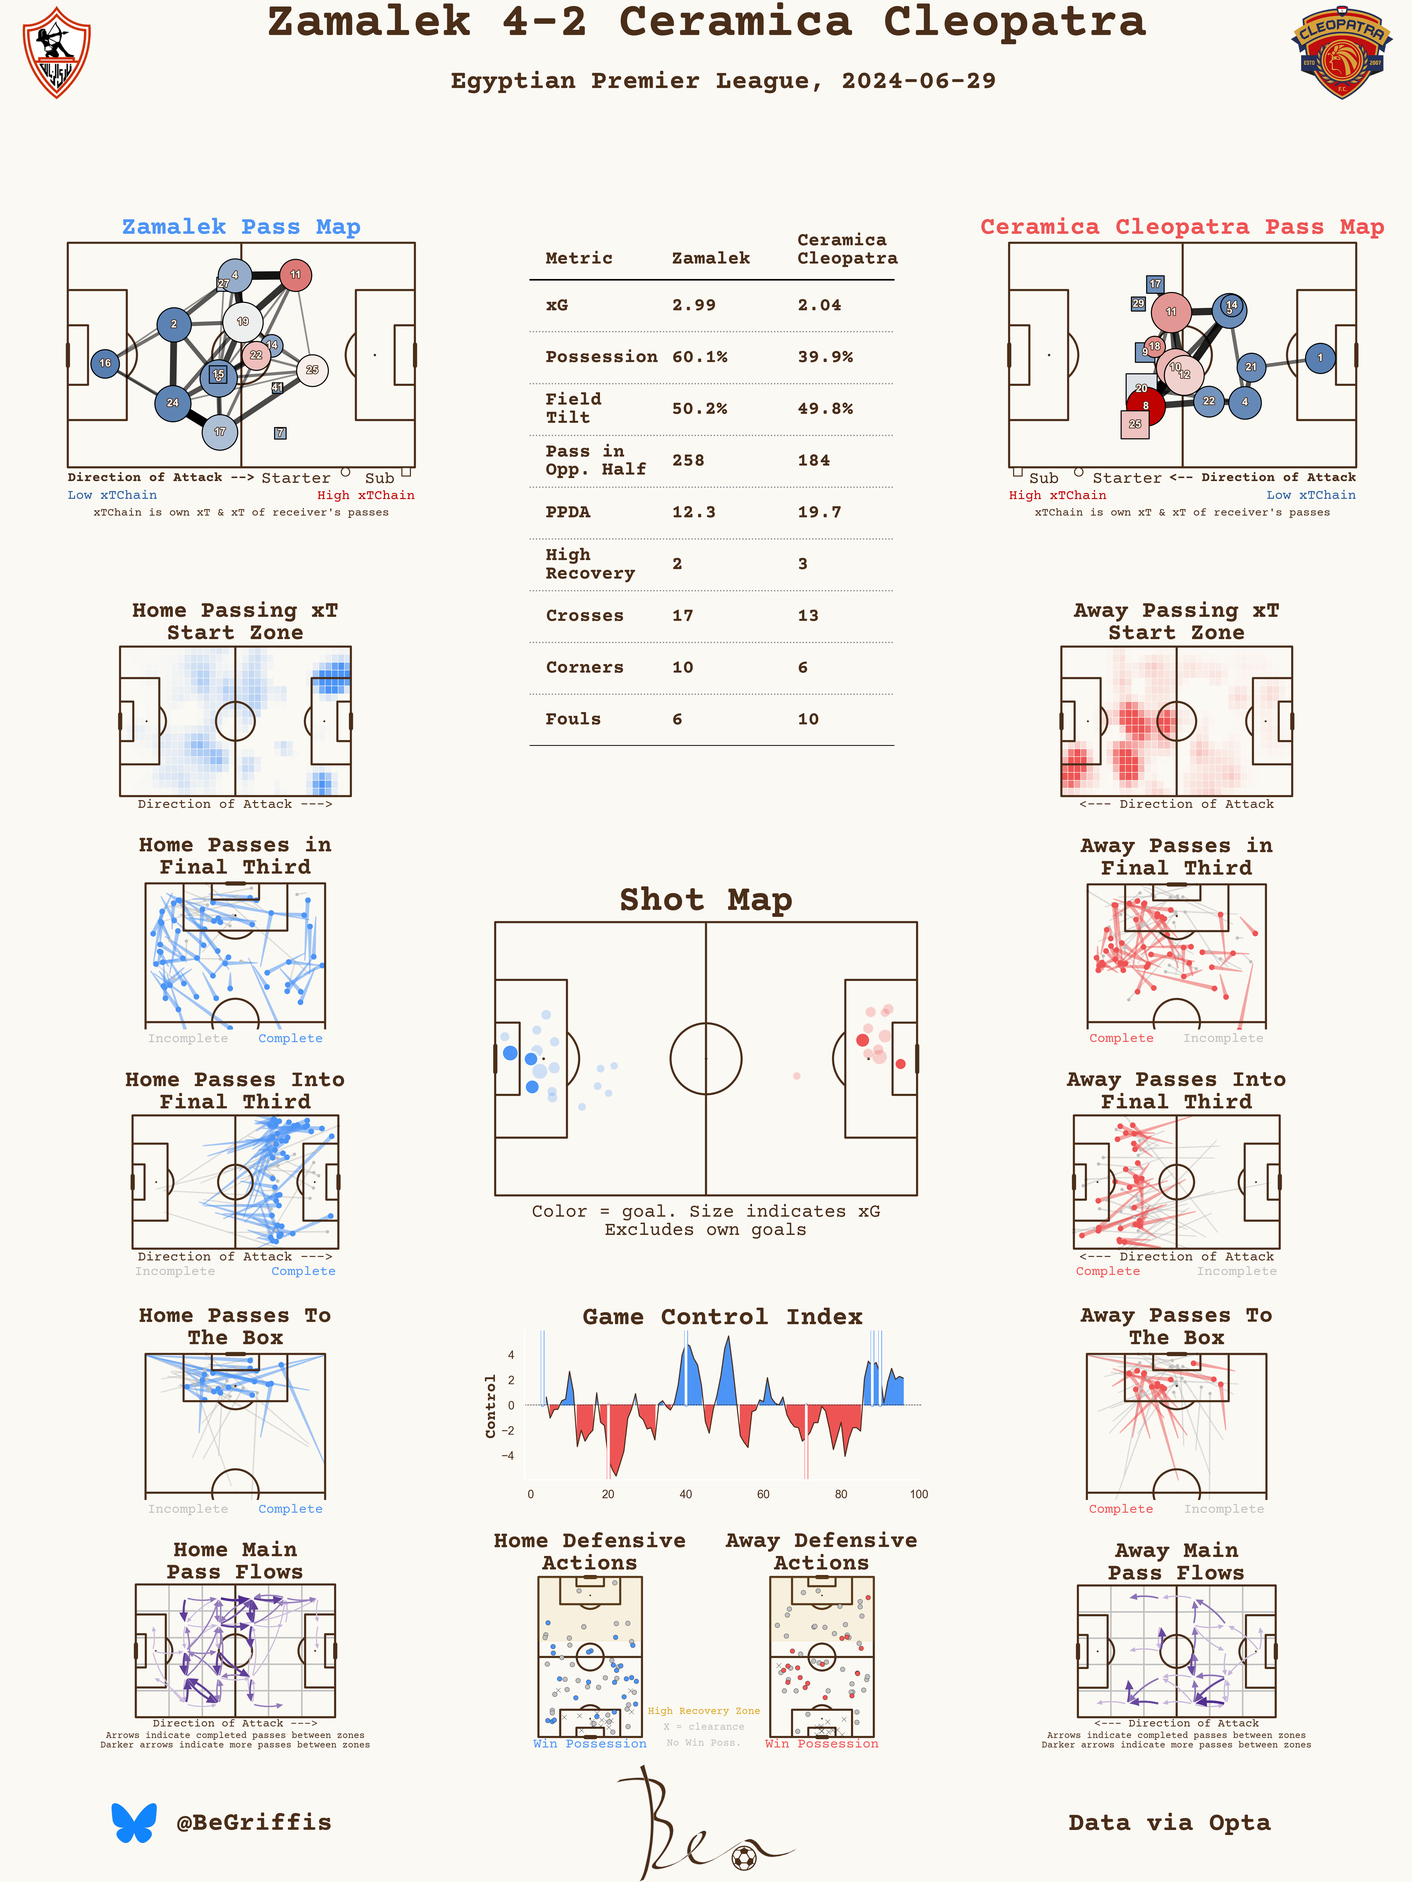 Zamalek 4-2 Ceramica Cleopatra
Egyptian Premier League, 2024-06-29
CLEOPATRA
ESTD 2007
F.C.
Zamalek Pass Map
4
11
27
2
19
14
22
16
15
25
41
24
17
7
Direction of Attack --> Starter Sub
Low xTChain High xTChain
xTChain is own xT & xT of receiver's passes
Metric Zamalek Ceramica Cleopatra
xG 2.99 2.04
Possession 60.1% 39.9%
Field Tilt 50.2% 49.8%
Pass in Opp. Half 258 184
PPDA 12.3 19.7
High Recovery 2 3
Crosses 17 13
Corners 10 6
Fouls 6 10
Ceramica Cleopatra Pass Map
17
29
11
14
5
18
9
1
10
12
21
20
8
22
4
25
Sub Starter <-- Direction of Attack
High xTChain Low xTChain
xTChain is own xT & xT of receiver's passes
Home Passing xT
Start Zone
Direction of Attack --->
Away Passing xT
Start Zone
<--- Direction of Attack
Home Passes in
Final Third
Incomplete Complete
Away Passes in
Final Third
Complete Incomplete
Shot Map
Color = goal. Size indicates xG
Excludes own goals
Home Passes Into
Final Third
Direction of Attack --->
Incomplete Complete
Away Passes Into
Final Third
<--- Direction of Attack
Complete Incomplete
Home Passes To
The Box
Incomplete Complete
Game Control Index
Control
4
2
0
−2
−4
0 20 40 60 80 100
Away Passes To
The Box
Complete Incomplete
Home Main
Pass Flows
Direction of Attack --->
Arrows indicate completed passes between zones
Darker arrows indicate more passes between zones
Home Defensive
Actions
Win Possession
High Recovery Zone
X = clearance
No Win Poss.
Away Defensive
Actions
Win Possession
Away Main
Pass Flows
<--- Direction of Attack
Arrows indicate completed passes between zones
Darker arrows indicate more passes between zones
@BeGriffis
Ben
Data via Opta